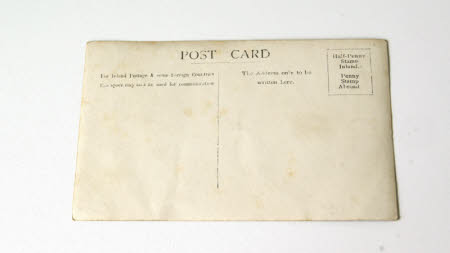 POST CARD
For Inland Postage & some Foreign Countries
this space may now be used for communication
The Address only to be
written here.
Half-Penny
Stamp
Inland.
Penny
Stamp
Abroad